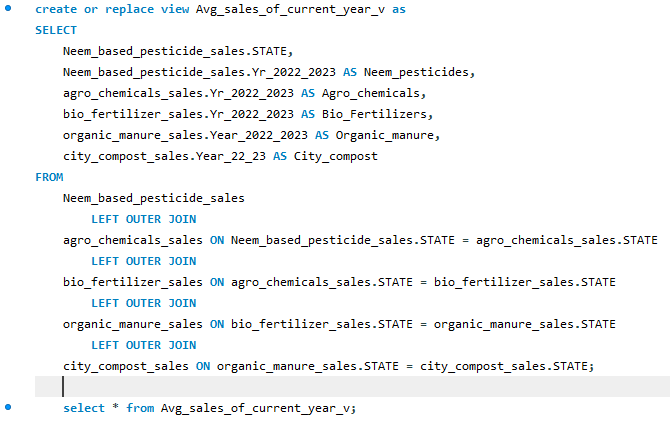 create or replace view Avg_sales_of_current_year_v as
SELECT
Neem_based_pesticide_sales.STATE,
Neem_based_pesticide_sales.Yr_2022_2023 AS Neem_pesticides,
agro_chemicals_sales.Yr_2022_2023 AS Agro_chemicals,
bio_fertilizer_sales.Yr_2022_2023 AS Bio_Fertilizers,
organic_manure_sales.Year_2022_2023 AS Organic_manure,
city_compost_sales.Year_22_23 AS City_compost
FROM
Neem_based_pesticide_sales
LEFT OUTER JOIN
agro_chemicals_sales ON Neem_based_pesticide_sales.STATE = agro_chemicals_sales.STATE
LEFT OUTER JOIN
bio_fertilizer_sales ON agro_chemicals_sales.STATE = bio_fertilizer_sales.STATE
LEFT OUTER JOIN
organic_manure_sales ON bio_fertilizer_sales.STATE = organic_manure_sales.STATE
LEFT OUTER JOIN
city_compost_sales ON organic_manure_sales.STATE = city_compost_sales.STATE;
select * from Avg_sales_of_current_year_v;